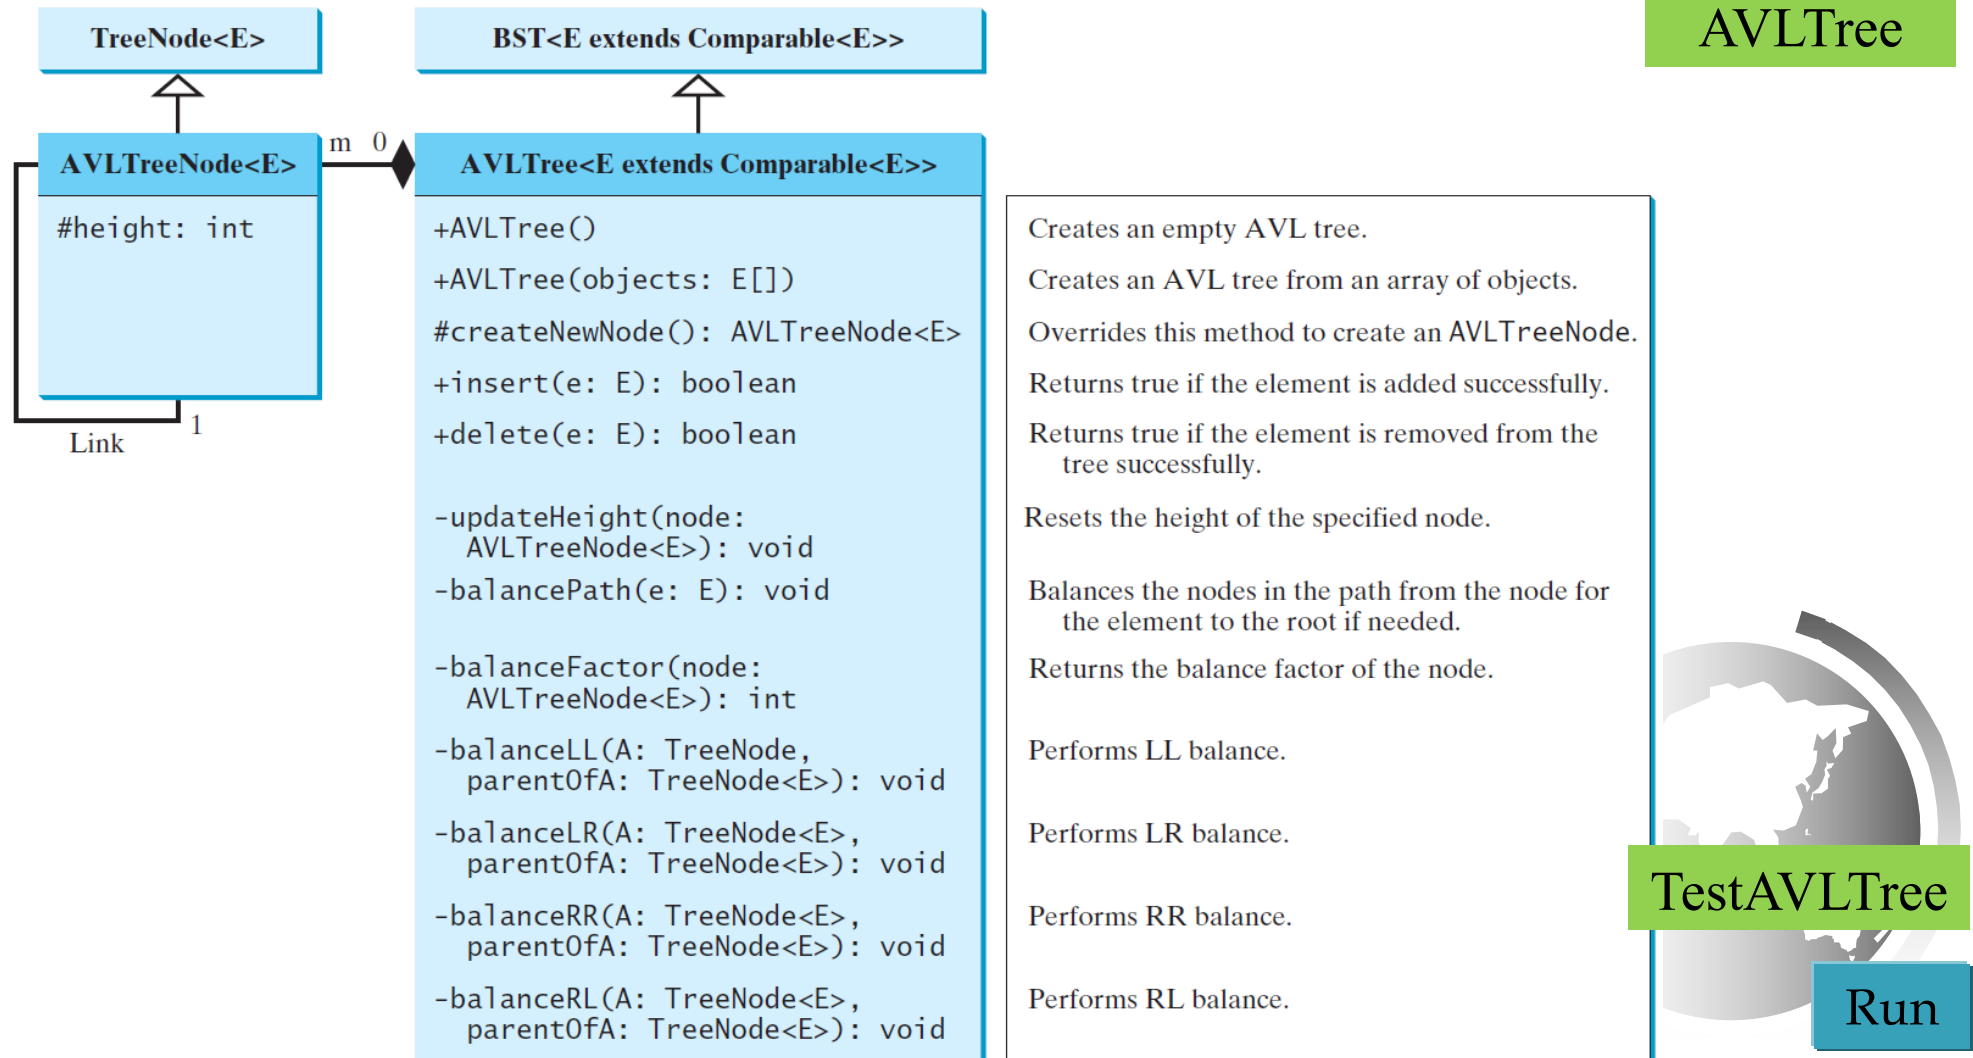 TreeNode<E>
BST<E extends Comparable<E>>
AVLTree
m 0
AVLTreeNode<E>
AVLTree<E extends Comparable<E>>
#height: int
1
Link
+AVLTree()
Creates an empty AVL tree.
+AVLTree(objects: E[])
Creates an AVL tree from an array of objects.
#createNewNode(): AVLTreeNode<E>
Overrides this method to create an AVLTreeNode.
+insert(e: E): boolean
Returns true if the element is added successfully.
+delete(e: E): boolean
Returns true if the element is removed from the
tree successfully.
-updateHeight(node:
AVLTreeNode<E>): void
Resets the height of the specified node.
-balancePath(e: E): void
Balances the nodes in the path from the node for
the element to the root if needed.
-balanceFactor(node:
AVLTreeNode<E>): int
Returns the balance factor of the node.
-balanceLL(A: TreeNode,
parentOfA: TreeNode<E>): void
Performs LL balance.
-balanceLR(A: TreeNode<E>,
parentOfA: TreeNode<E>): void
Performs LR balance.
-balanceRR(A: TreeNode<E>,
parentOfA: TreeNode<E>): void
Performs RR balance.
-balanceRL(A: TreeNode<E>,
parentOfA: TreeNode<E>): void
Performs RL balance.
TestAVLTree
Run